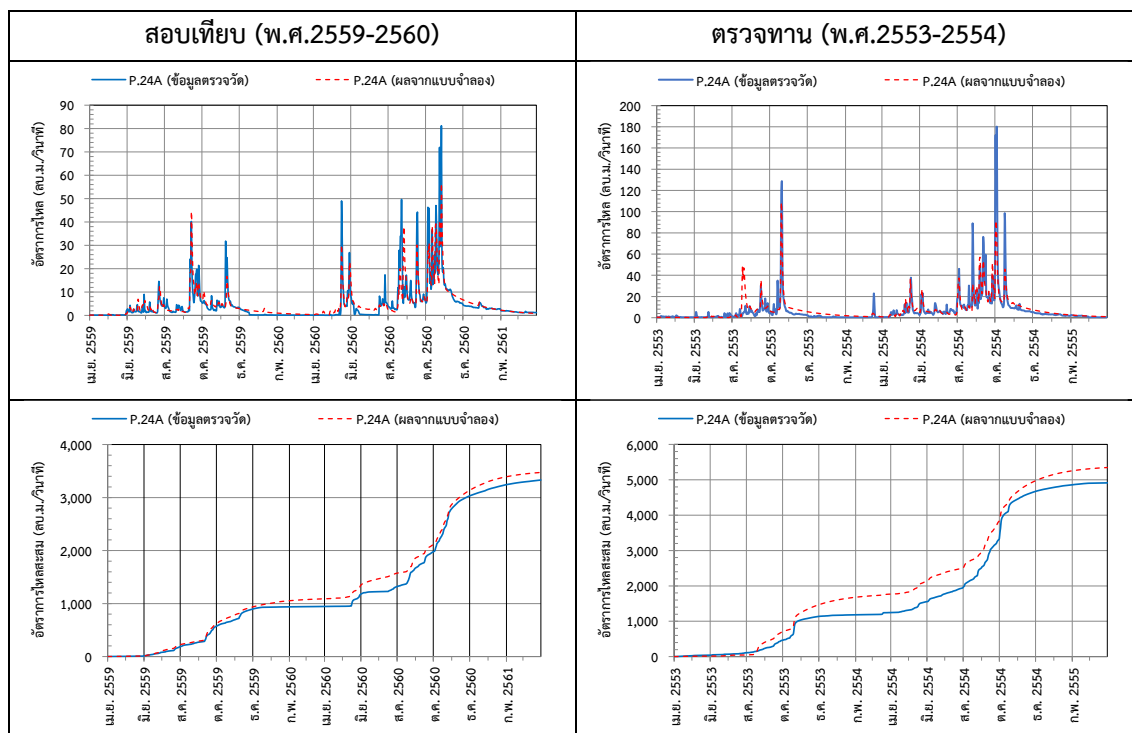 สอบเทียบ (พ.ศ.2559-2560)
ตรวจทาน (พ.ศ.2553-2554)
P.24A (ข้อมูลตรวจวัด)
P.24A (ผลจากแบบจำลอง)
อัตราการไหล (ลบ.ม./วินาที)
90
80
70
60
50
40
30
20
10
0
เม.ย. 2559
มิ.ย. 2559
ส.ค. 2559
ต.ค. 2559
ธ.ค. 2559
ก.พ. 2560
เม.ย. 2560
มิ.ย. 2560
ส.ค. 2560
ต.ค. 2560
ธ.ค. 2560
ก.พ. 2561
P.24A (ข้อมูลตรวจวัด)
P.24A (ผลจากแบบจำลอง)
อัตราการไหล (ลบ.ม./วินาที)
200
180
160
140
120
100
80
60
40
20
0
เม.ย. 2553
มิ.ย. 2553
ส.ค. 2553
ต.ค. 2553
ธ.ค. 2553
ก.พ. 2554
เม.ย. 2554
มิ.ย. 2554
ส.ค. 2554
ต.ค. 2554
ธ.ค. 2554
ก.พ. 2555
P.24A (ข้อมูลตรวจวัด)
P.24A (ผลจากแบบจำลอง)
อัตราการไหลสะสม (ลบ.ม./วินาที)
4,000
3,000
2,000
1,000
0
เม.ย. 2559
มิ.ย. 2559
ส.ค. 2559
ต.ค. 2559
ธ.ค. 2559
ก.พ. 2560
เม.ย. 2560
มิ.ย. 2560
ส.ค. 2560
ต.ค. 2560
ธ.ค. 2560
ก.พ. 2561
P.24A (ข้อมูลตรวจวัด)
P.24A (ผลจากแบบจำลอง)
อัตราการไหลสะสม (ลบ.ม./วินาที)
6,000
5,000
4,000
3,000
2,000
1,000
0
เม.ย. 2553
มิ.ย. 2553
ส.ค. 2553
ต.ค. 2553
ธ.ค. 2553
ก.พ. 2554
เม.ย. 2554
มิ.ย. 2554
ส.ค. 2554
ต.ค. 2554
ธ.ค. 2554
ก.พ. 2555